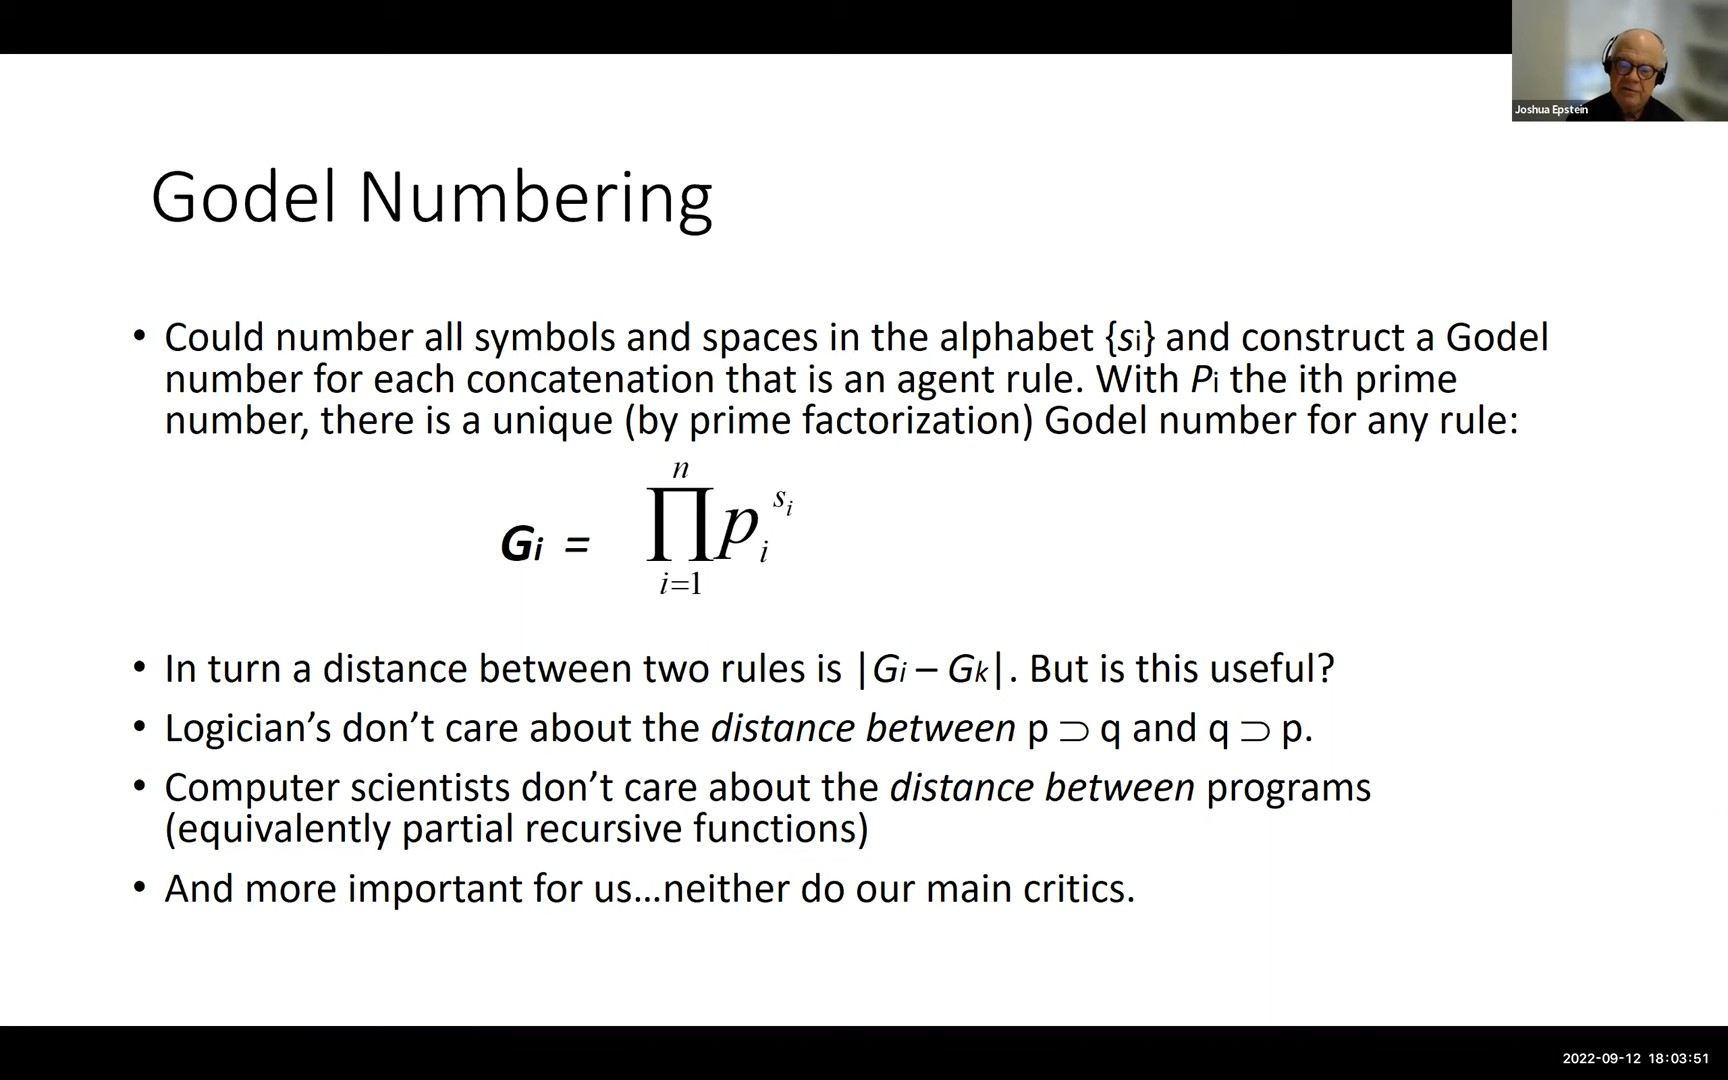 Joshua Epstein
Godel Numbering
• Could number all symbols and spaces in the alphabet {si} and construct a Godel
number for each concatenation that is an agent rule. With Pi the ith prime
number, there is a unique (by prime factorization) Godel number for any rule:
Gi = ∏ᵢ₌₁ⁿ pᵢ^sᵢ
• In turn a distance between two rules is |Gi – Gk|. But is this useful?
• Logician’s don’t care about the distance between p ⊃ q and q ⊃ p.
• Computer scientists don’t care about the distance between programs
(equivalently partial recursive functions)
• And more important for us…neither do our main critics.
2022-09-12 18:03:51